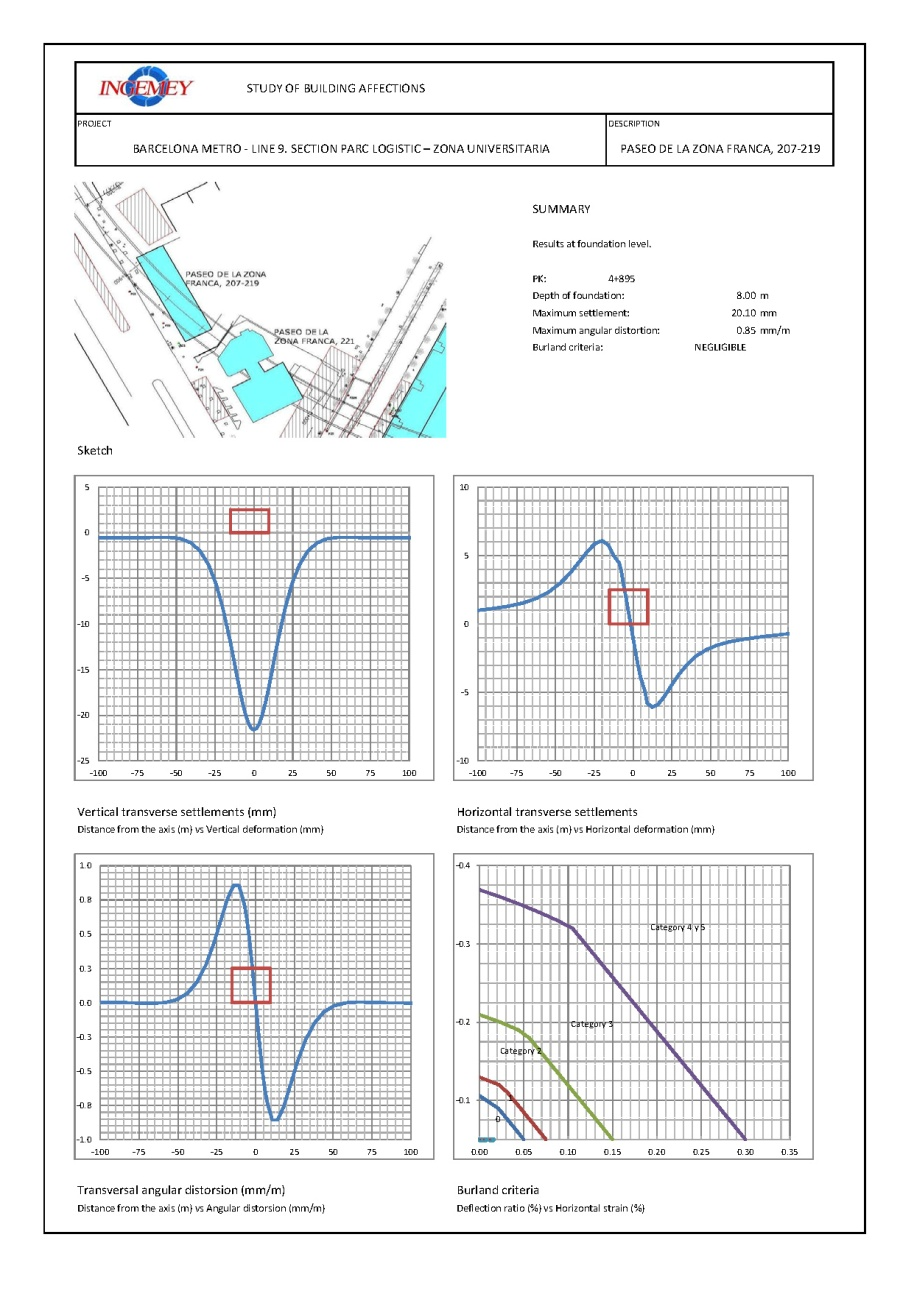 INGEMEY
STUDY OF BUILDING AFFECTIONS
PROJECT
BARCELONA METRO - LINE 9. SECTION PARC LOGISTIC – ZONA UNIVERSITARIA
DESCRIPTION
PASEO DE LA ZONA FRANCA, 207-219
PASEO DE LA ZONA
FRANCA, 207-219
PASEO DE LA
ZONA FRANCA, 221
Sketch
SUMMARY
Results at foundation level.
PK: 4+895
Depth of foundation: 8.00 m
Maximum settlement: 20.10 mm
Maximum angular distortion: 0.85 mm/m
Burland criteria: NEGLIGIBLE
5
0
-5
-10
-15
-20
-25
-100 -75 -50 -25 0 25 50 75 100
Vertical transverse settlements (mm)
Distance from the axis (m) vs Vertical deformation (mm)
10
5
0
-5
-10
-100 -75 -50 -25 0 25 50 75 100
Horizontal transverse settlements
Distance from the axis (m) vs Horizontal deformation (mm)
1.0
0.8
0.5
0.3
0.0
-0.3
-0.5
-0.8
-1.0
-100 -75 -50 -25 0 25 50 75 100
Transversal angular distorsion (mm/m)
Distance from the axis (m) vs Angular distorsion (mm/m)
-0.4
-0.3
-0.2
-0.1
Category 4 y 5
Category 3
Category 2
1
0
0.00 0.05 0.10 0.15 0.20 0.25 0.30 0.35
Burland criteria
Deflection ratio (%) vs Horizontal strain (%)